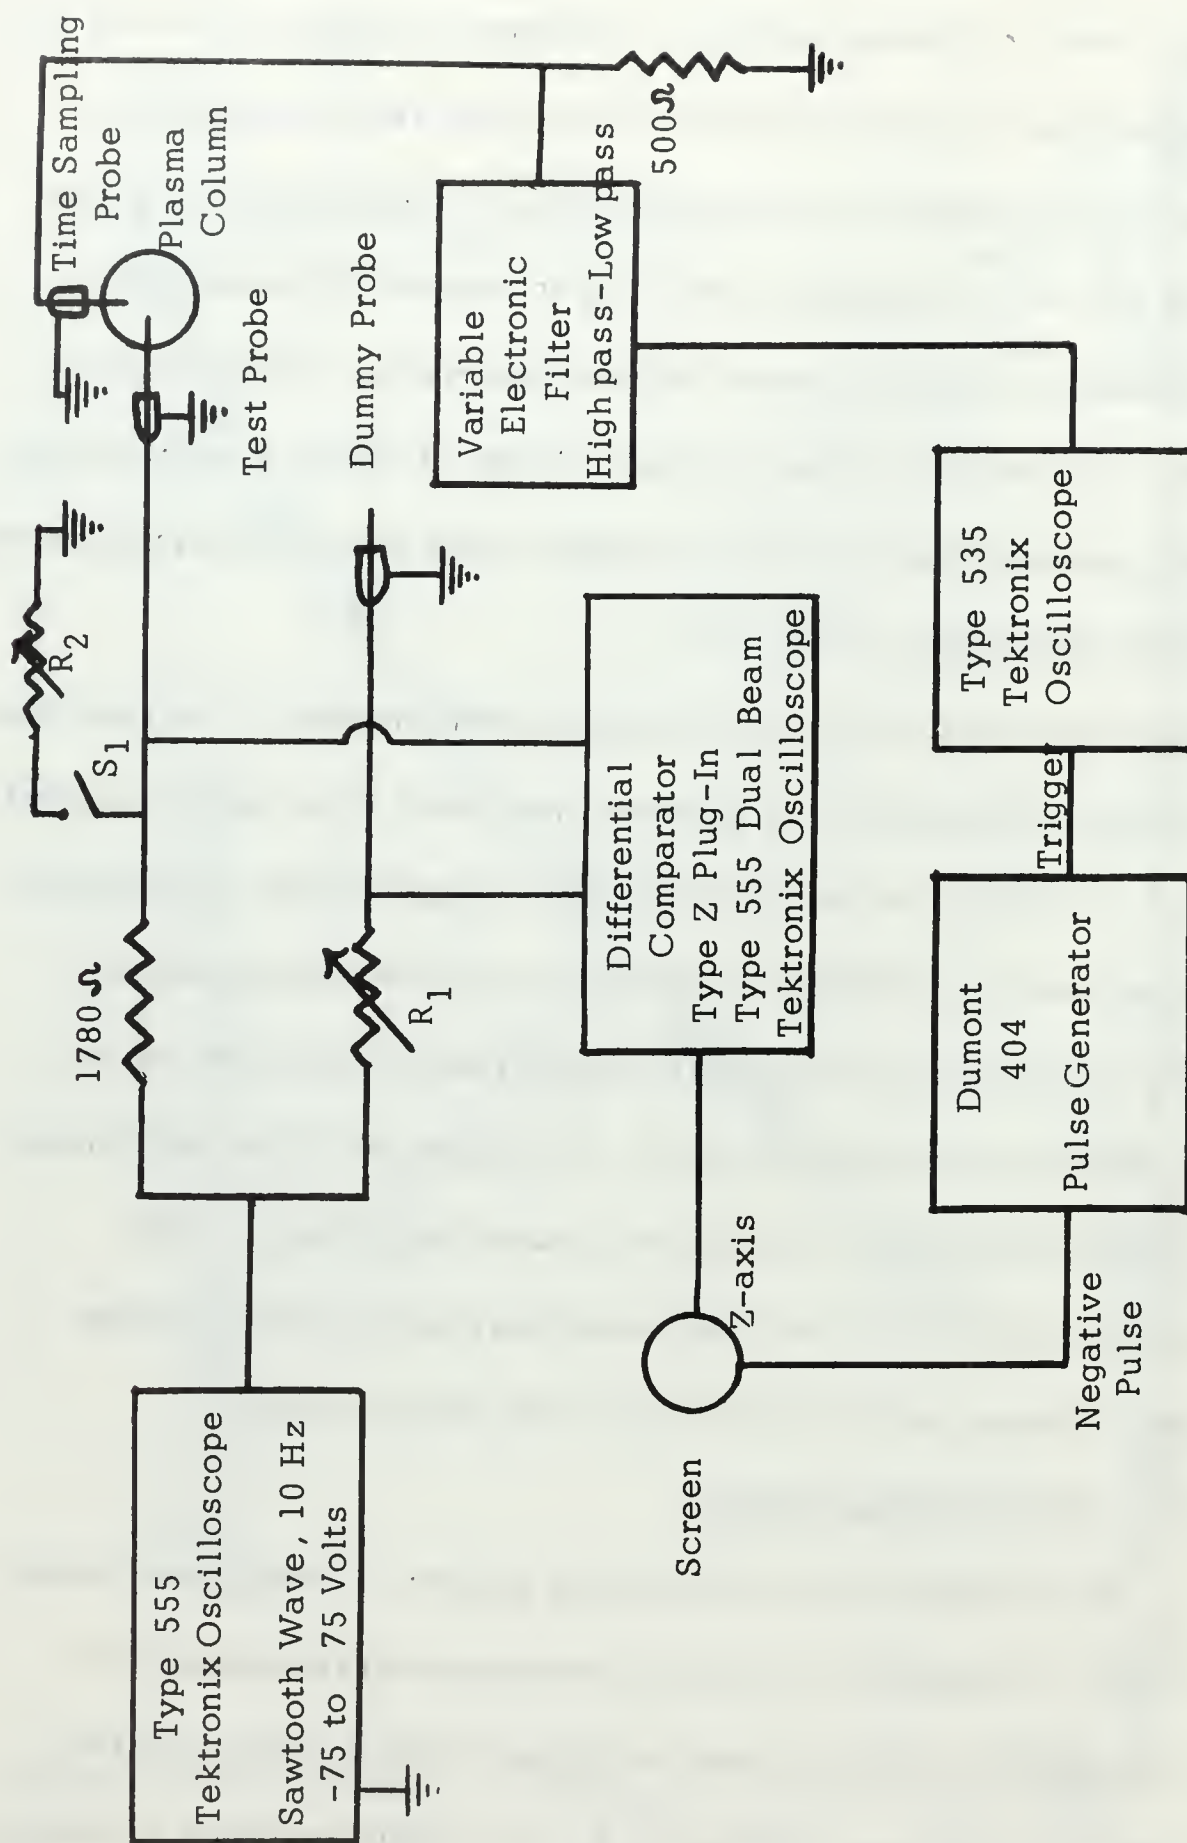 Type 555
Tektronix Oscilloscope
Sawtooth Wave, 10 Hz
-75 to 75 Volts
1780 Ω
R1
S1
R2
Time Sampling
Probe
Plasma
Column
Test Probe
Dummy Probe
Differential
Comparator
Type Z Plug-In
Type 555 Dual Beam
Tektronix Oscilloscope
Variable
Electronic
Filter
High pass-Low pass
500Ω
Screen
Z-axis
Negative
Pulse
Dumont
404
Pulse Generator
Trigger
Type 535
Tektronix
Oscilloscope